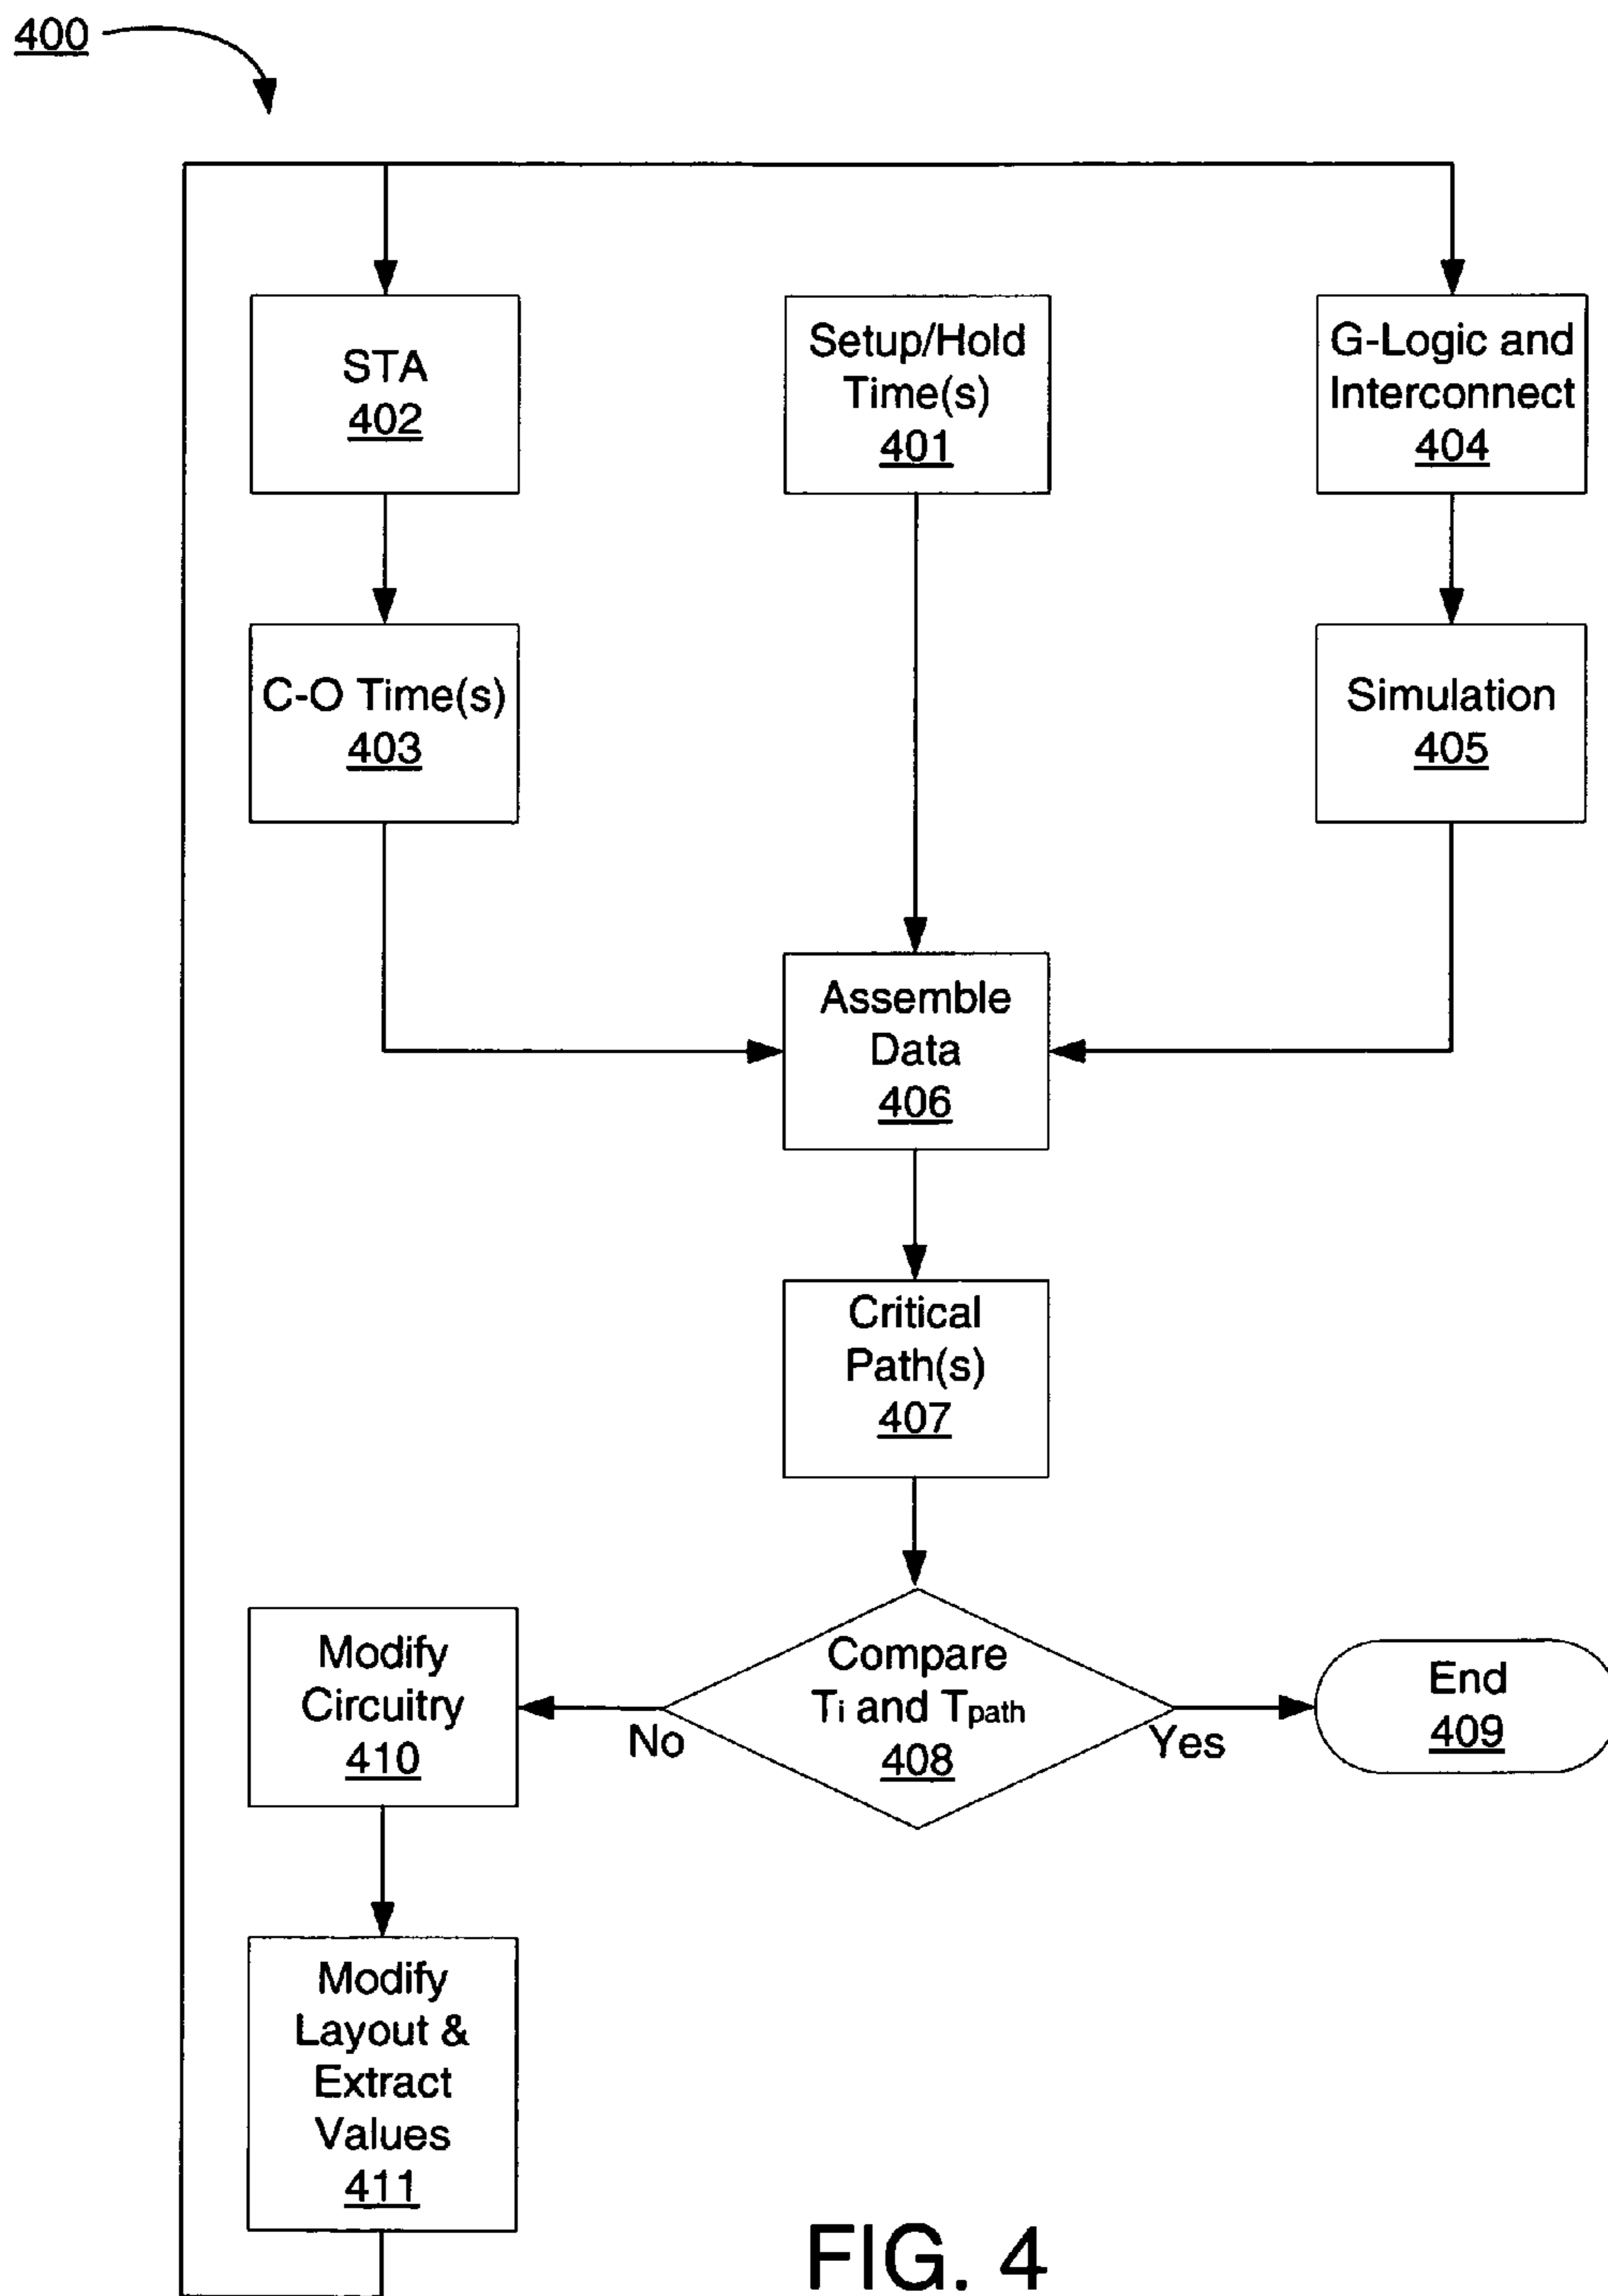 400
STA
402
Setup/Hold
Time(s)
401
G-Logic and
Interconnect
404
C-O Time(s)
403
Simulation
405
Assemble
Data
406
Critical
Path(s)
407
Modify
Circuitry
410
Compare
Ti and Tpath
408
No
Yes
End
409
Modify
Layout &
Extract
Values
411
FIG. 4